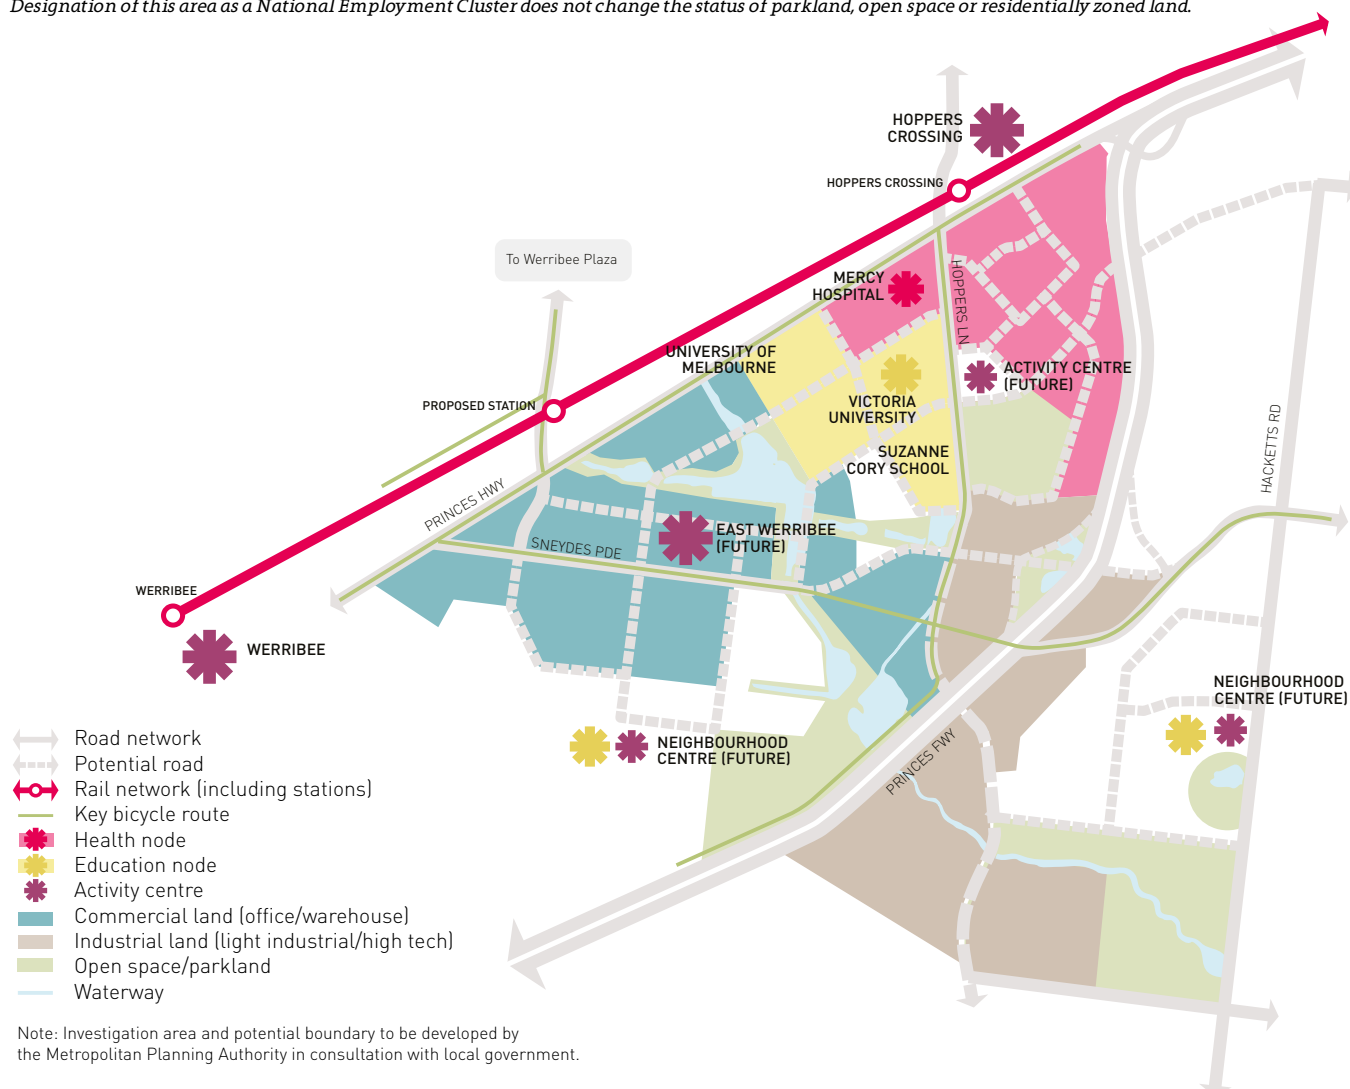 Designation of this area as a National Employment Cluster does not change the status of parkland, open space or residentially zoned land.
HOPPERS
CROSSING
HOPPERS CROSSING
To Werribee Plaza
MERCY
HOSPITAL
HOPPERS LN
UNIVERSITY OF
MELBOURNE
ACTIVITY CENTRE
(FUTURE)
PROPOSED STATION
VICTORIA
UNIVERSITY
HACKETTS RD
SUZANNE
CORY SCHOOL
PRINCES HWY
EAST WERRIBEE
(FUTURE)
SNEYDES PDE
WERRIBEE
WERRIBEE
NEIGHBOURHOOD
CENTRE (FUTURE)
NEIGHBOURHOOD
CENTRE (FUTURE)
PRINCES FWY
Road network
Potential road
Rail network (including stations)
Key bicycle route
Health node
Education node
Activity centre
Commercial land (office/warehouse)
Industrial land (light industrial/high tech)
Open space/parkland
Waterway
Note: Investigation area and potential boundary to be developed by
the Metropolitan Planning Authority in consultation with local government.